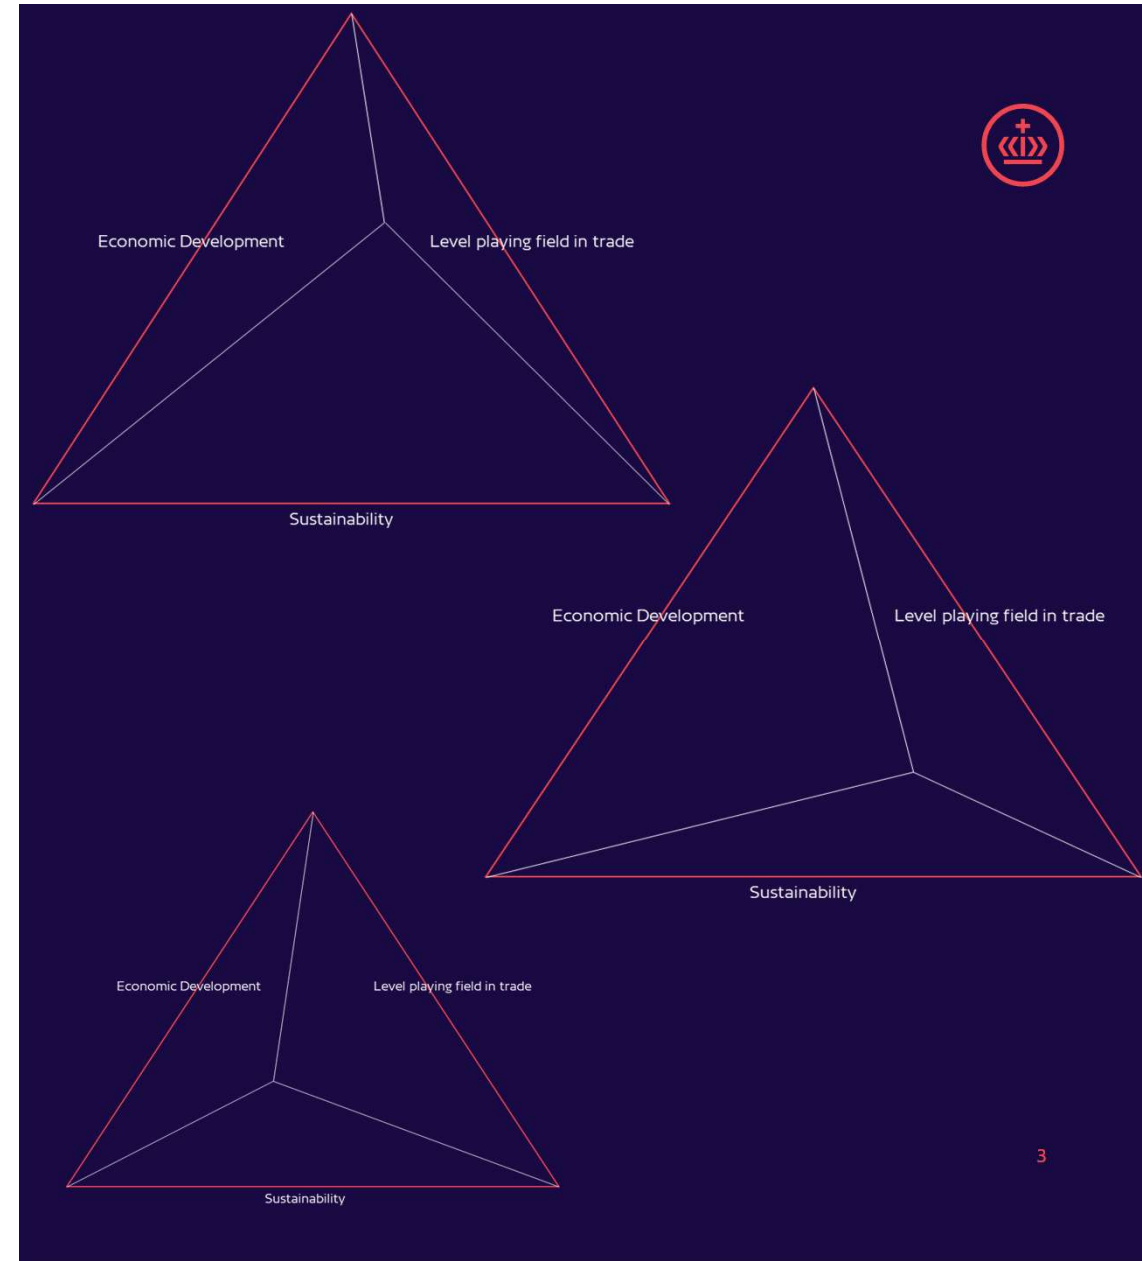 Economic Development
Level playing field in trade
Sustainability
Economic Development
Level playing field in trade
Sustainability
Economic Development
Level playing field in trade
Sustainability
3